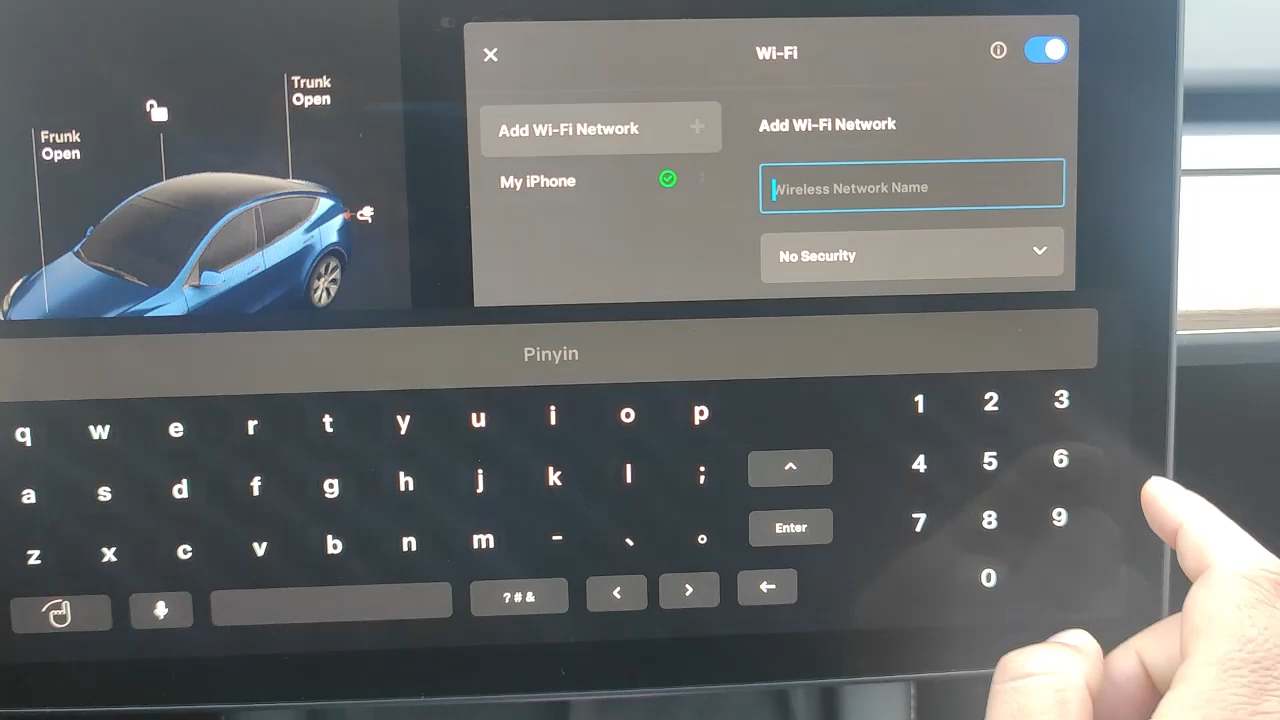 Trunk
Open
Frunk
Open
Wi-Fi
Add Wi-Fi Network
My iPhone
Add Wi-Fi Network
Wireless Network Name
No Security
Pinyin
q w e r t y u i o p
1 2 3
a s d f g h j k l ;
4 5 6
Enter
z x c v b n m - 、 。
7 8 9
?#&
0